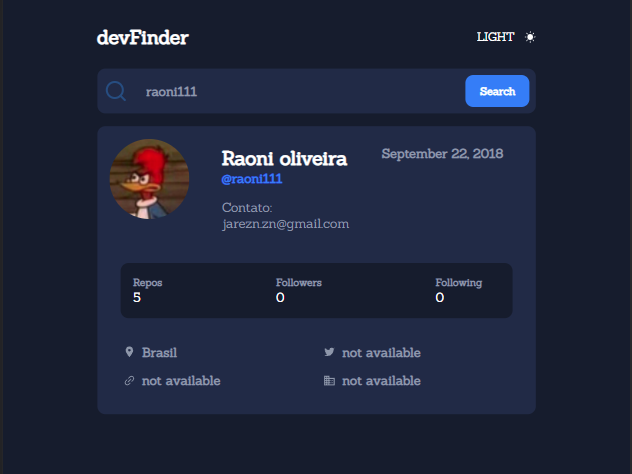 devFinder
LIGHT
raoni111
Search
Raoni oliveira
September 22, 2018
@raoni111
Contato:
jarezn.zn@gmail.com
Repos
5
Followers
0
Following
0
Brasil
not available
not available
not available